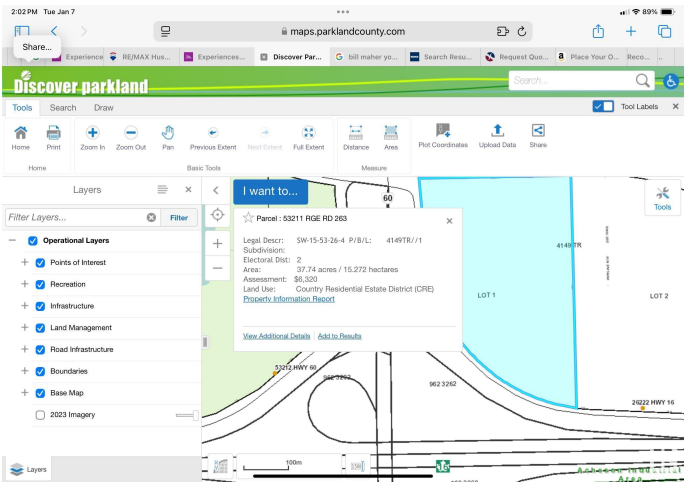 2:02 PM Tue Jan 7
89%
maps.parklandcounty.com
Share...
Experience
RE/MAX Hus...
Experiences...
Discover Par...
bill maher yo...
Search Resu...
Request Quo...
Place Your O...
Reco...
Discover parkland
Search...
Tools Search Draw
Tool Labels
Home Print Zoom In Zoom Out Pan Previous Extent Next Extent Full Extent Distance Area Plot Coordinates Upload Data Share
Home Basic Tools Measure
Layers
Filter Layers...
Filter
Operational Layers
Points of Interest
Recreation
Infrastructure
Land Management
Road Infrastructure
Boundaries
Base Map
2023 Imagery
Layers
I want to...
Tools
60
Parcel : 53211 RGE RD 263
Legal Descr: SW-15-53-26-4 P/B/L: 4149TR//1
Subdivision:
Electoral Dist: 2
Area: 37.74 acres / 15.272 hectares
Assessment: $6,320
Land Use: Country Residential Estate District (CRE)
Property Information Report
View Additional Details Add to Results
4149 TR
LOT 1
LOT 2
53212 HWY 60
962 3262
962 3262
26222 HWY 16
100m
16
Acheson Industrial
Area